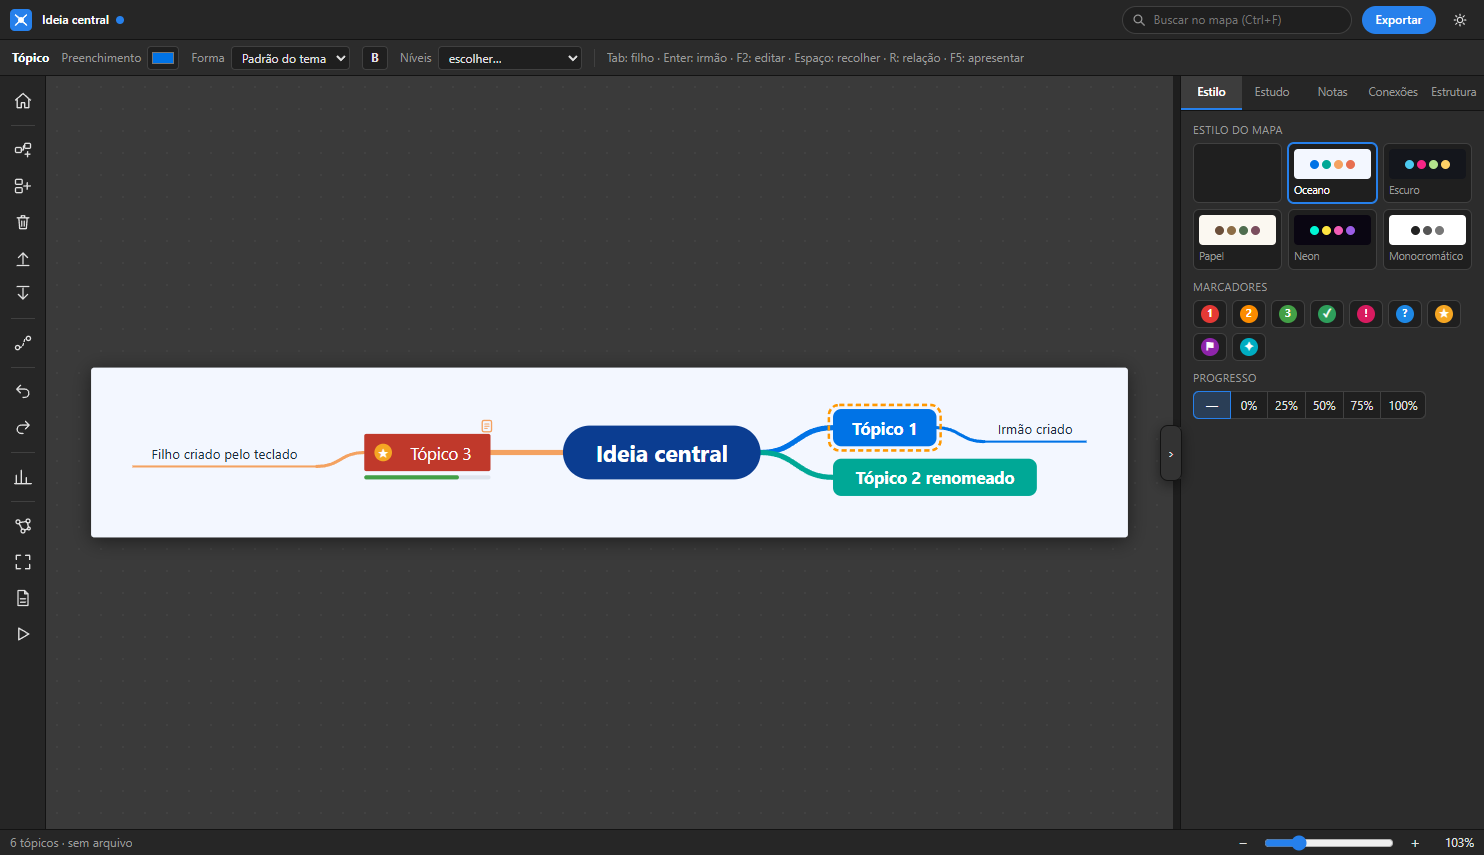 Ideia central
Buscar no mapa (Ctrl+F)
Exportar
Tópico
Preenchimento
Forma
Padrão do tema
B
Níveis
escolher...
Tab: filho · Enter: irmão · F2: editar · Espaço: recolher · R: relação · F5: apresentar
Estilo
Estudo
Notas
Conexões
Estrutura
ESTILO DO MAPA
Oceano
Escuro
Papel
Neon
Monocromático
MARCADORES
1
2
3
!
?
PROGRESSO
—
0%
25%
50%
75%
100%
Filho criado pelo teclado
Tópico 3
Ideia central
Tópico 1
Irmão criado
Tópico 2 renomeado
6 tópicos · sem arquivo
103%